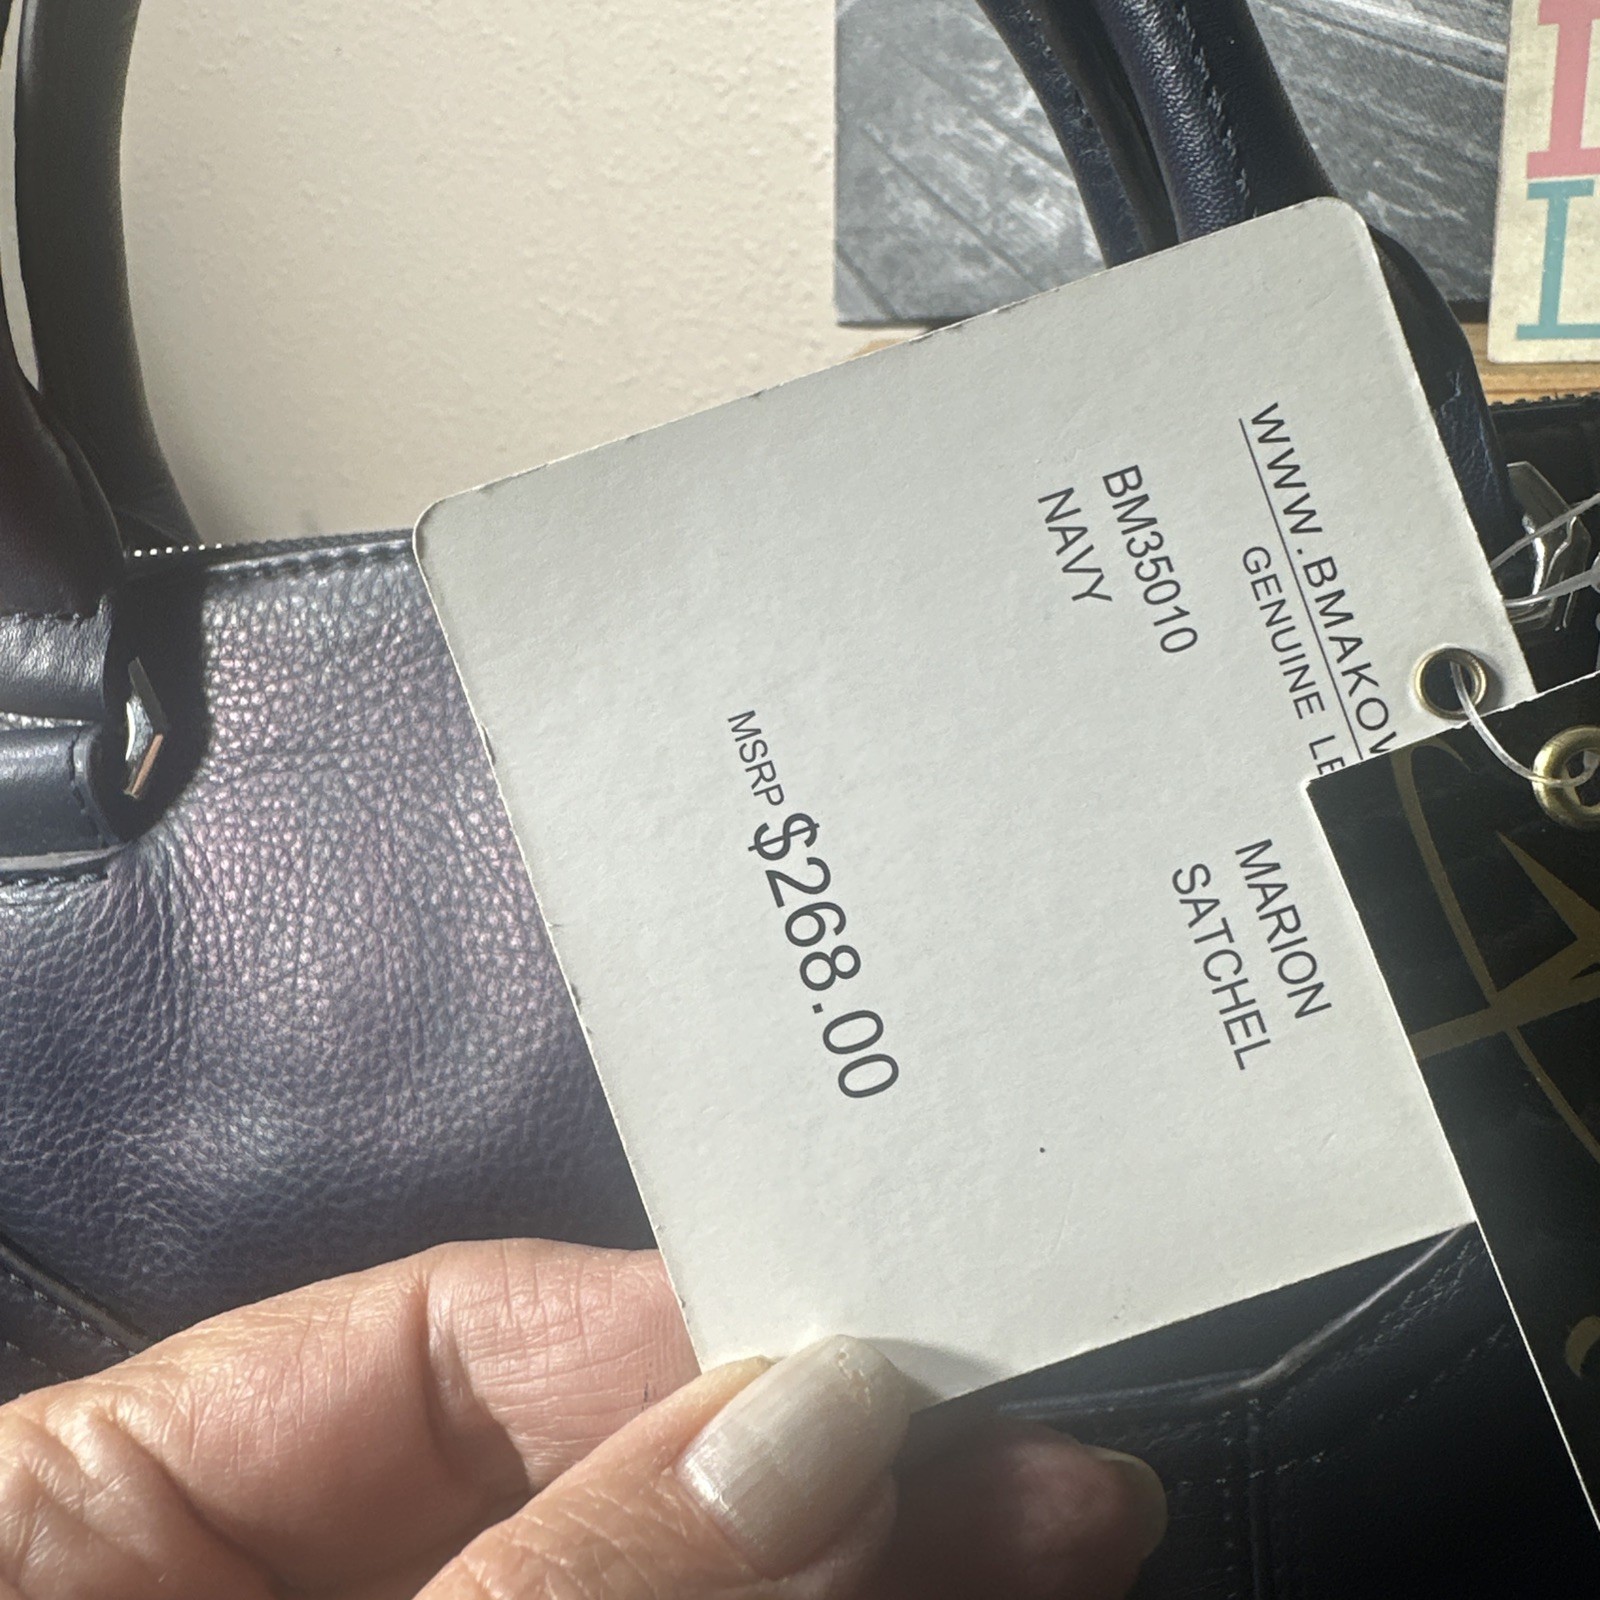 WWW.BMAKOW
GENUINE LE
BM35010
NAVY
MARION
SATCHEL
MSRP $268.00